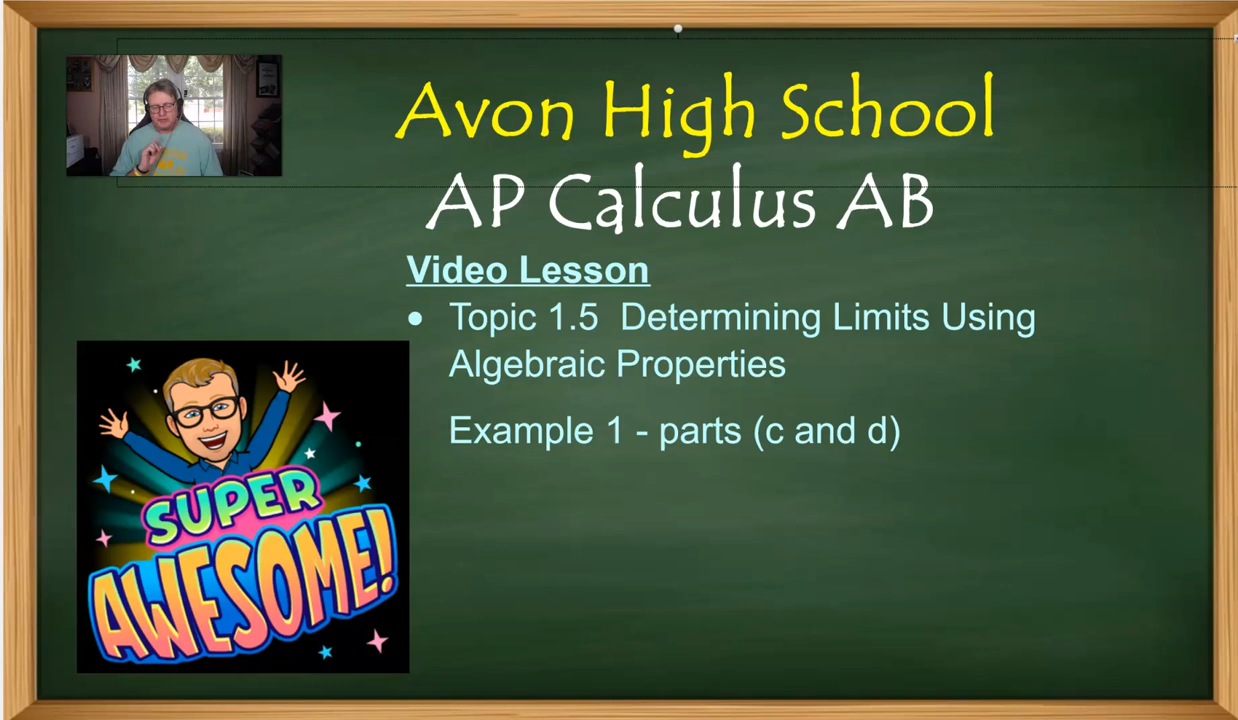 Avon High School
AP Calculus AB
Video Lesson
• Topic 1.5 Determining Limits Using
Algebraic Properties
Example 1 - parts (c and d)
SUPER
AWESOME!